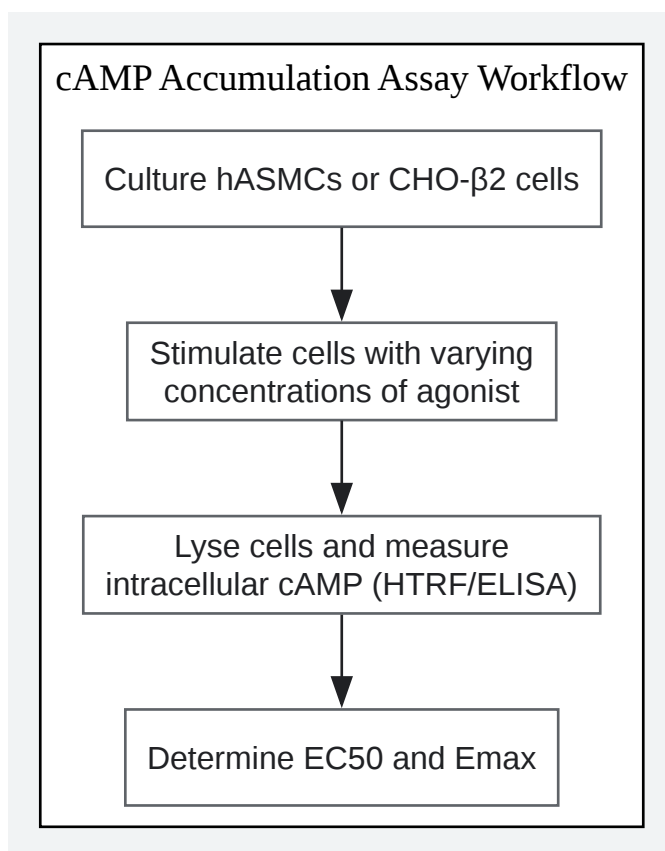 cAMP Accumulation Assay Workflow
Culture hASMCs or CHO-β2 cells
Stimulate cells with varying
concentrations of agonist
Lyse cells and measure
intracellular cAMP (HTRF/ELISA)
Determine EC50 and Emax